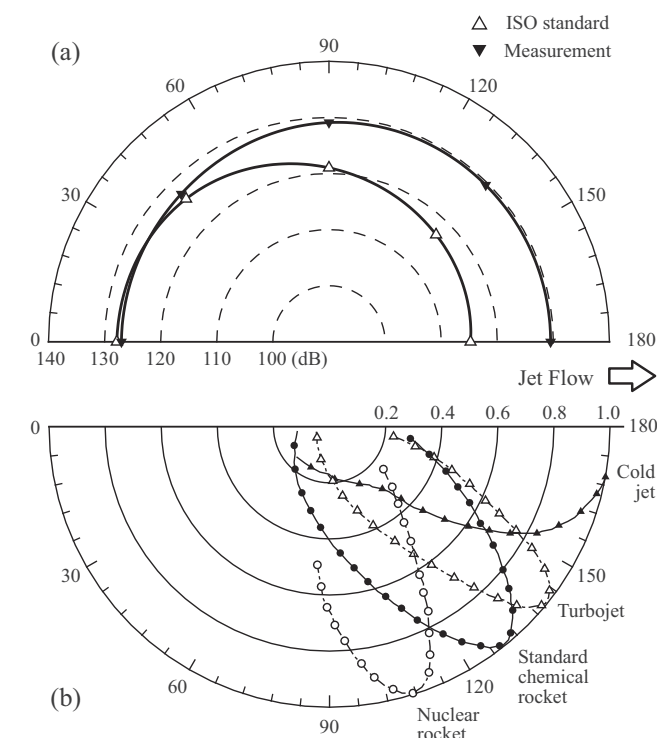 ISO standard
(a)
Measurement
90
60
120
30
150
0
180
140 130 120 110 100 (dB)
Jet Flow
0
0.2 0.4 0.6 0.8 1.0
180
Cold
jet
30
150
Turbojet
Standard
chemical
rocket
60
120
(b)
90
Nuclear
rocket